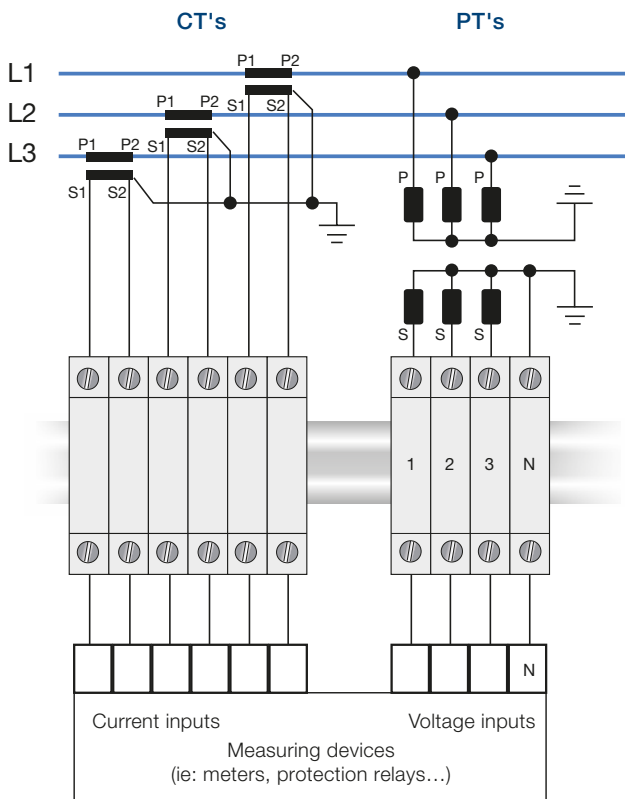 CT's PT's
L1 P1 P2
L2 P1 P2 S1 S2
L3 P1 P2 S1 S2
S1 S2
P P P
S S S
1 2 3 N
N
Current inputs Voltage inputs
Measuring devices
(ie: meters, protection relays…)